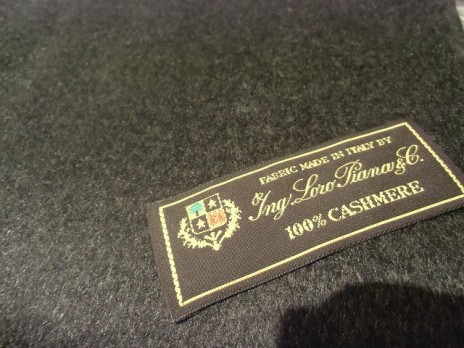 FABRIC MADE IN ITALY BY
Ing. Loro Piana & C.
100% CASHMERE